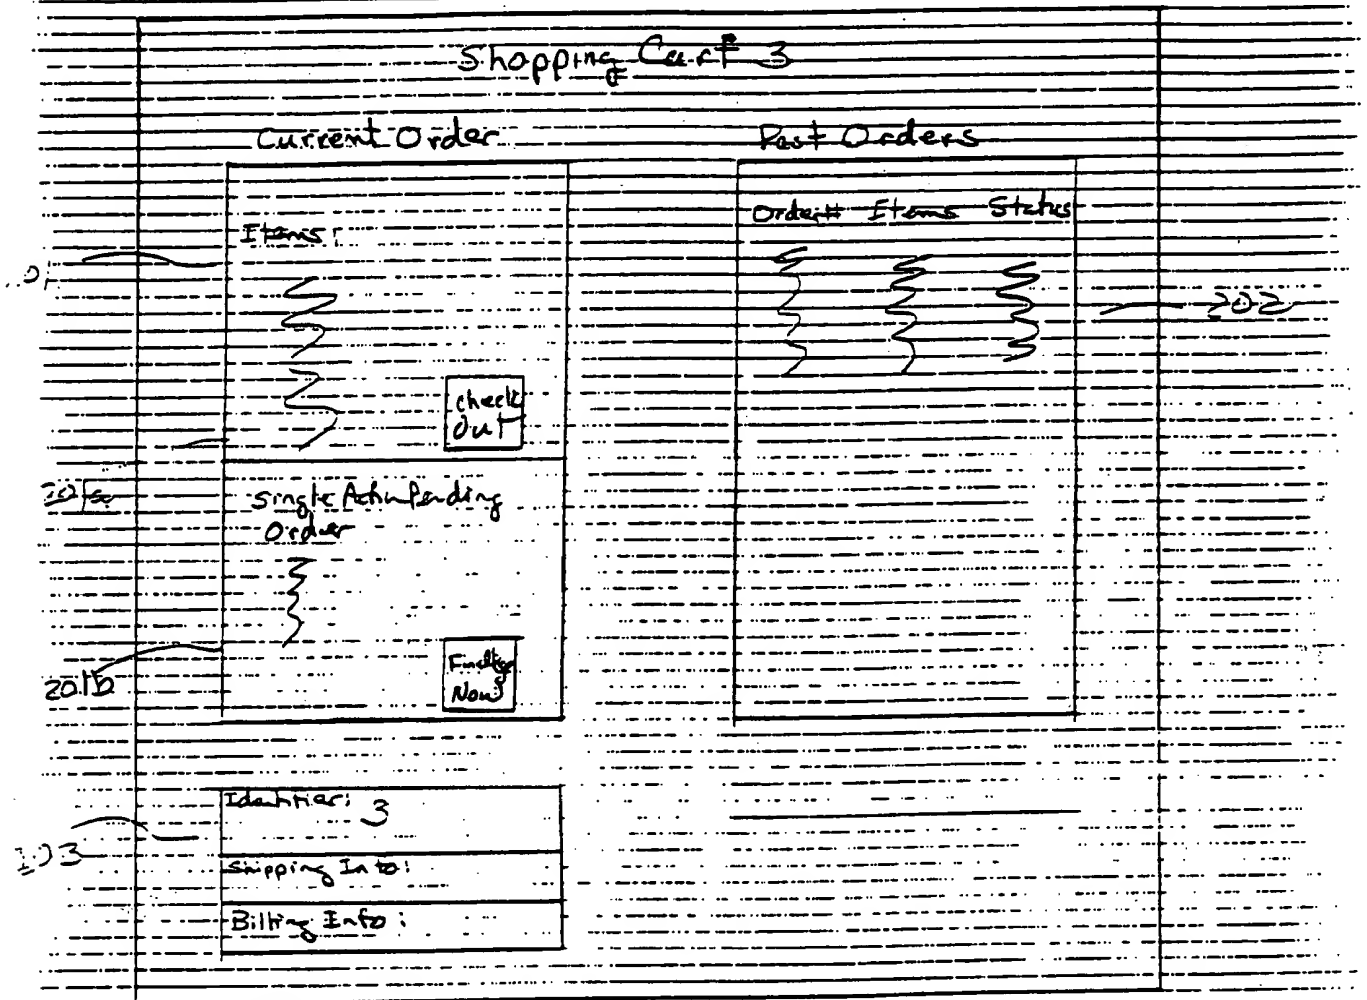 Shopping Cart 3
Current Order
Past Orders
Order# Items Status
Items:
202
Check
Out
Single Action Pending
Order
Finalize
Now
201b
Identifier: 3
Shipping Info:
Billing Info: